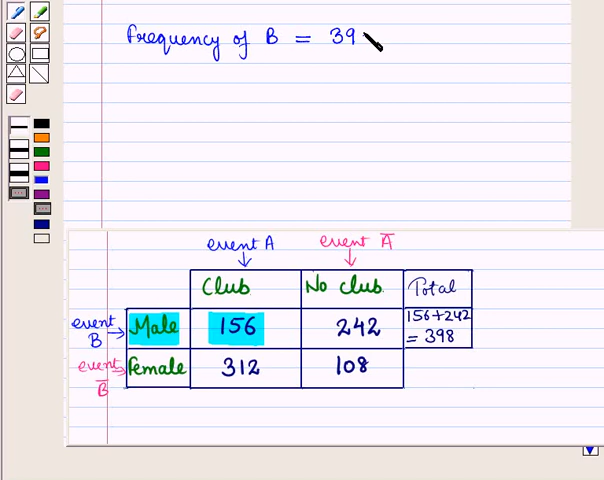 frequency of B = 39
event A
event A̅
Club
No club
Total
event B
Male
156
242
156+242 = 398
event B̅
Female
312
108